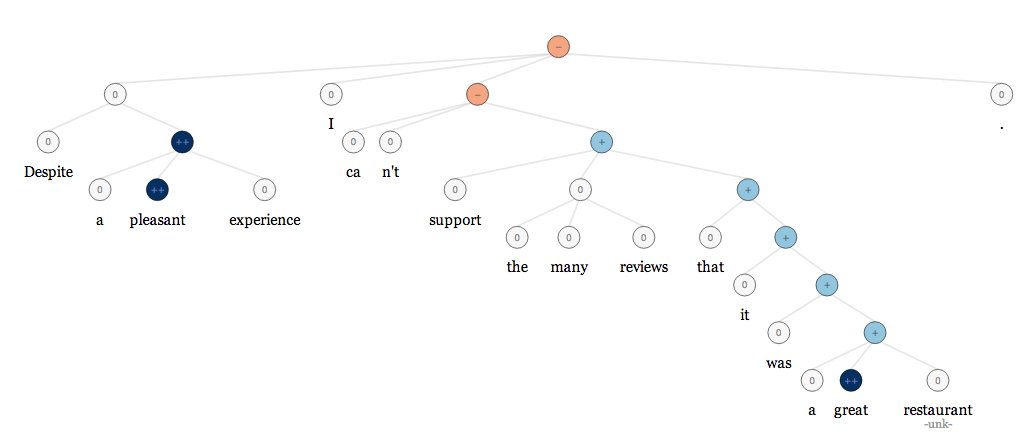 −
0 0 − 0
I .
0 ++ 0 0 +
Despite ca n't
0 ++ 0 0 0 +
a pleasant experience support
0 0 0 0 +
the many reviews that
0 +
it
0 +
was
0 ++ 0
a great restaurant
-unk-